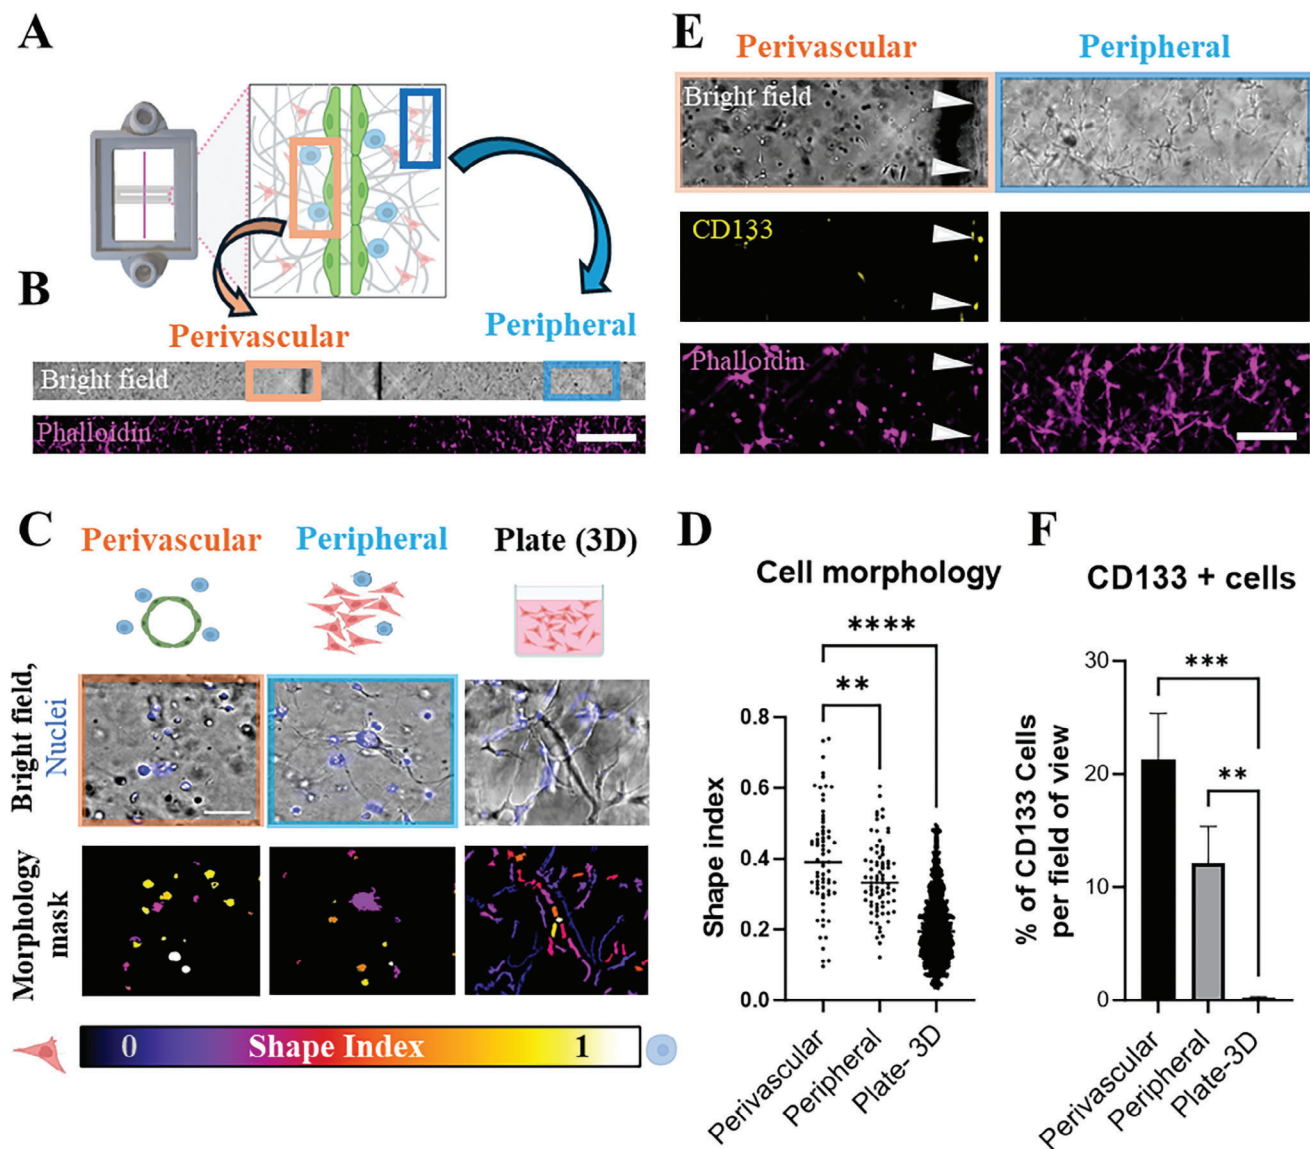 A
Perivascular
Peripheral
B
Bright field
Phalloidin
C
Perivascular
Peripheral
Plate (3D)
Bright field,
Nuclei
Morphology
mask
0
Shape Index
1
E
Perivascular
Peripheral
Bright field
CD133
Phalloidin
D
Cell morphology
****
**
Shape index
0.8
0.6
0.4
0.2
0.0
Perivascular
Peripheral
Plate- 3D
F
CD133 + cells
***
**
% of CD133 Cells
per field of view
30
20
10
0
Perivascular
Peripheral
Plate-3D